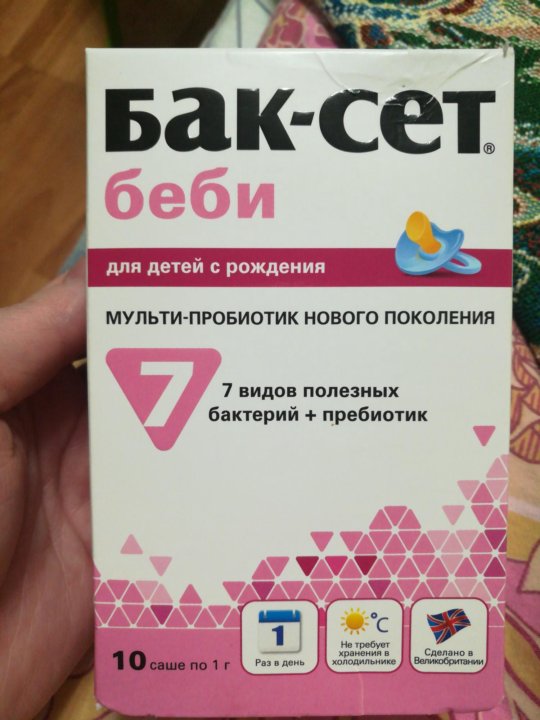 Бак-сет®
беби
для детей с рождения
МУЛЬТИ-ПРОБИОТИК НОВОГО ПОКОЛЕНИЯ
7
7 видов полезных
бактерий + пребиотик
10 саше по 1 г
1
Раз в день
°C
Не требует
хранения в
холодильнике
Сделано в
Великобритании